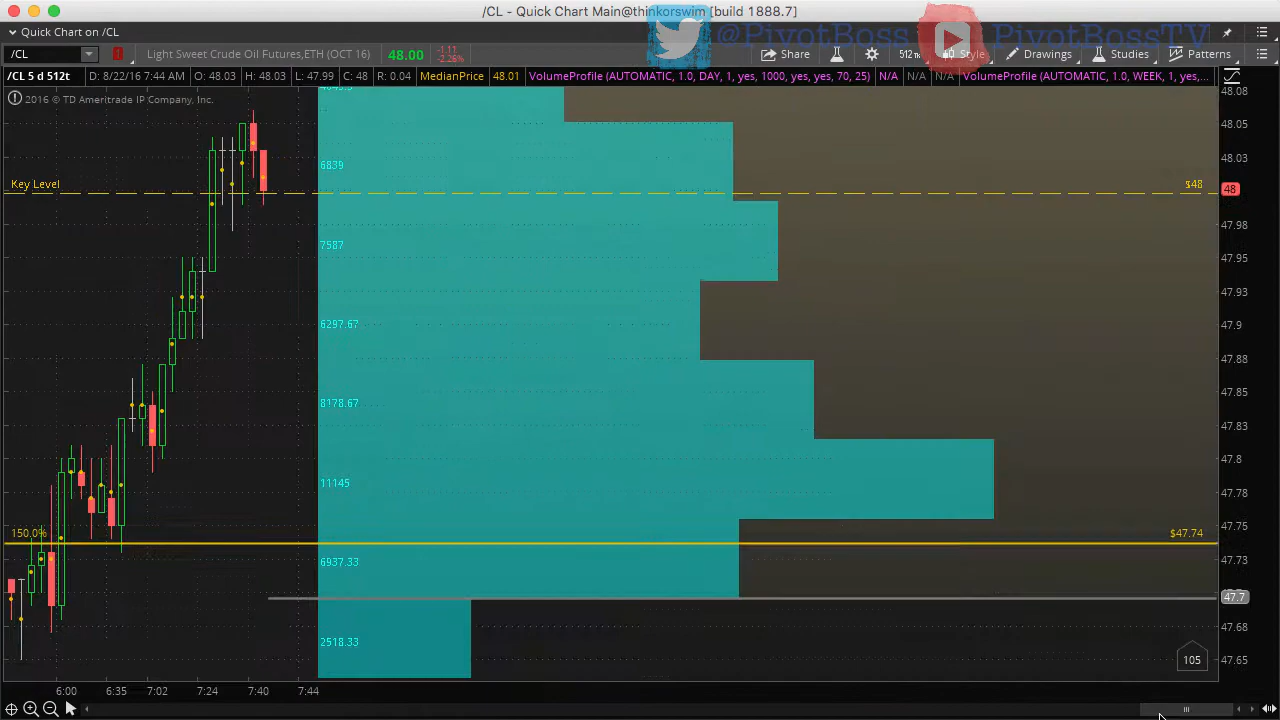 /CL - Quick Chart Main@thinkorswim [build 1888.7]
Quick Chart on /CL
@PivotBoss PivotBossTV
/CL Light Sweet Crude Oil Futures,ETH (OCT 16) 48.00 -1.11 -2.26% Share Style Drawings Studies Patterns
/CL 5 d 512t D: 8/22/16 7:44 AM O: 48.03 H: 48.03 L: 47.99 C: 48 R: 0.04 MedianPrice 48.01 VolumeProfile (AUTOMATIC, 1.0, DAY, 1, yes, 1000, yes, yes, 70, 25) N/A N/A N/A VolumeProfile (AUTOMATIC, 1.0, WEEK, 1, yes,...
2016 © TD Ameritrade IP Company, Inc.
48.08
48.05
48.03
6839
Key Level $48 48
47.98
7587
47.95
47.93
6297.67 47.9
47.88
47.85
8178.67
47.83
47.8
11145
47.78
47.75
150.0% $47.74
6937.33 47.73
47.7
47.68
2518.33
105 47.65
6:00 6:35 7:02 7:24 7:40 7:44